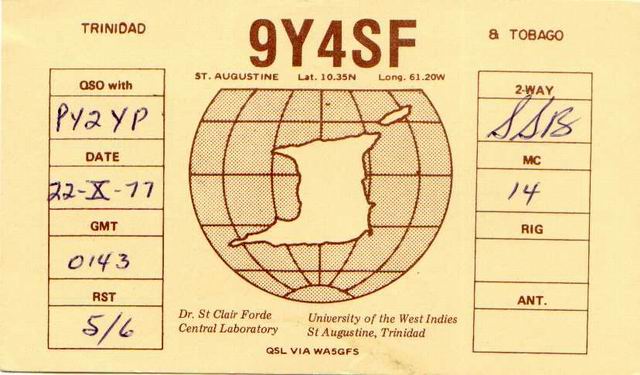 TRINIDAD 9Y4SF & TOBAGO
ST. AUGUSTINE Lat. 10.35N Long. 61.20W
QSO with
PY2YP
DATE
22-X-77
GMT
0143
RST
5/6
2-WAY
SSB
MC
14
RIG
ANT.
Dr. St Clair Forde
Central Laboratory
University of the West Indies
St Augustine, Trinidad
QSL VIA WA5GFS